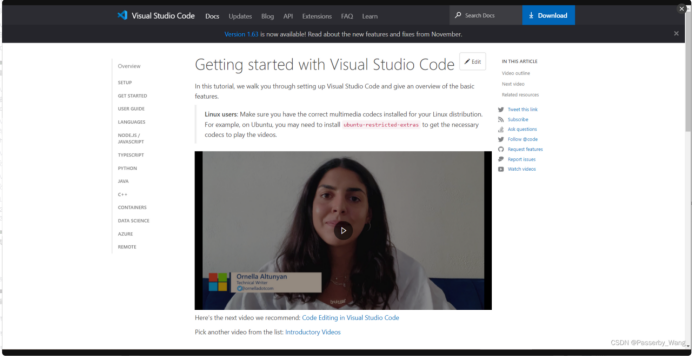 Visual Studio Code Docs Updates Blog API Extensions FAQ Learn Search Docs Download
Version 1.63 is now available! Read about the new features and fixes from November.
Overview
SETUP
GET STARTED
USER GUIDE
LANGUAGES
NODE.JS /
JAVASCRIPT
TYPESCRIPT
PYTHON
JAVA
C++
CONTAINERS
DATA SCIENCE
AZURE
REMOTE
Getting started with Visual Studio Code
Edit
In this tutorial, we walk you through setting up Visual Studio Code and give an overview of the basic
features.
Linux users: Make sure you have the correct multimedia codecs installed for your Linux distribution.
For example, on Ubuntu, you may need to install ubuntu-restricted-extras to get the necessary
codecs to play the videos.
Ornella Altunyan
Technical Writer
Here's the next video we recommend: Code Editing in Visual Studio Code
Pick another video from the list: Introductory Videos
IN THIS ARTICLE
Video outline
Next video
Related resources
Tweet this link
Subscribe
Ask questions
Follow @code
Request features
Report issues
Watch videos
CSDN @Passerby_Wang